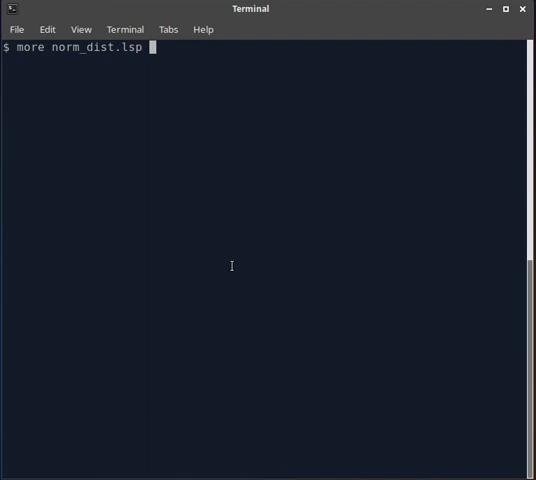 Terminal
File Edit View Terminal Tabs Help
$ more norm_dist.lsp